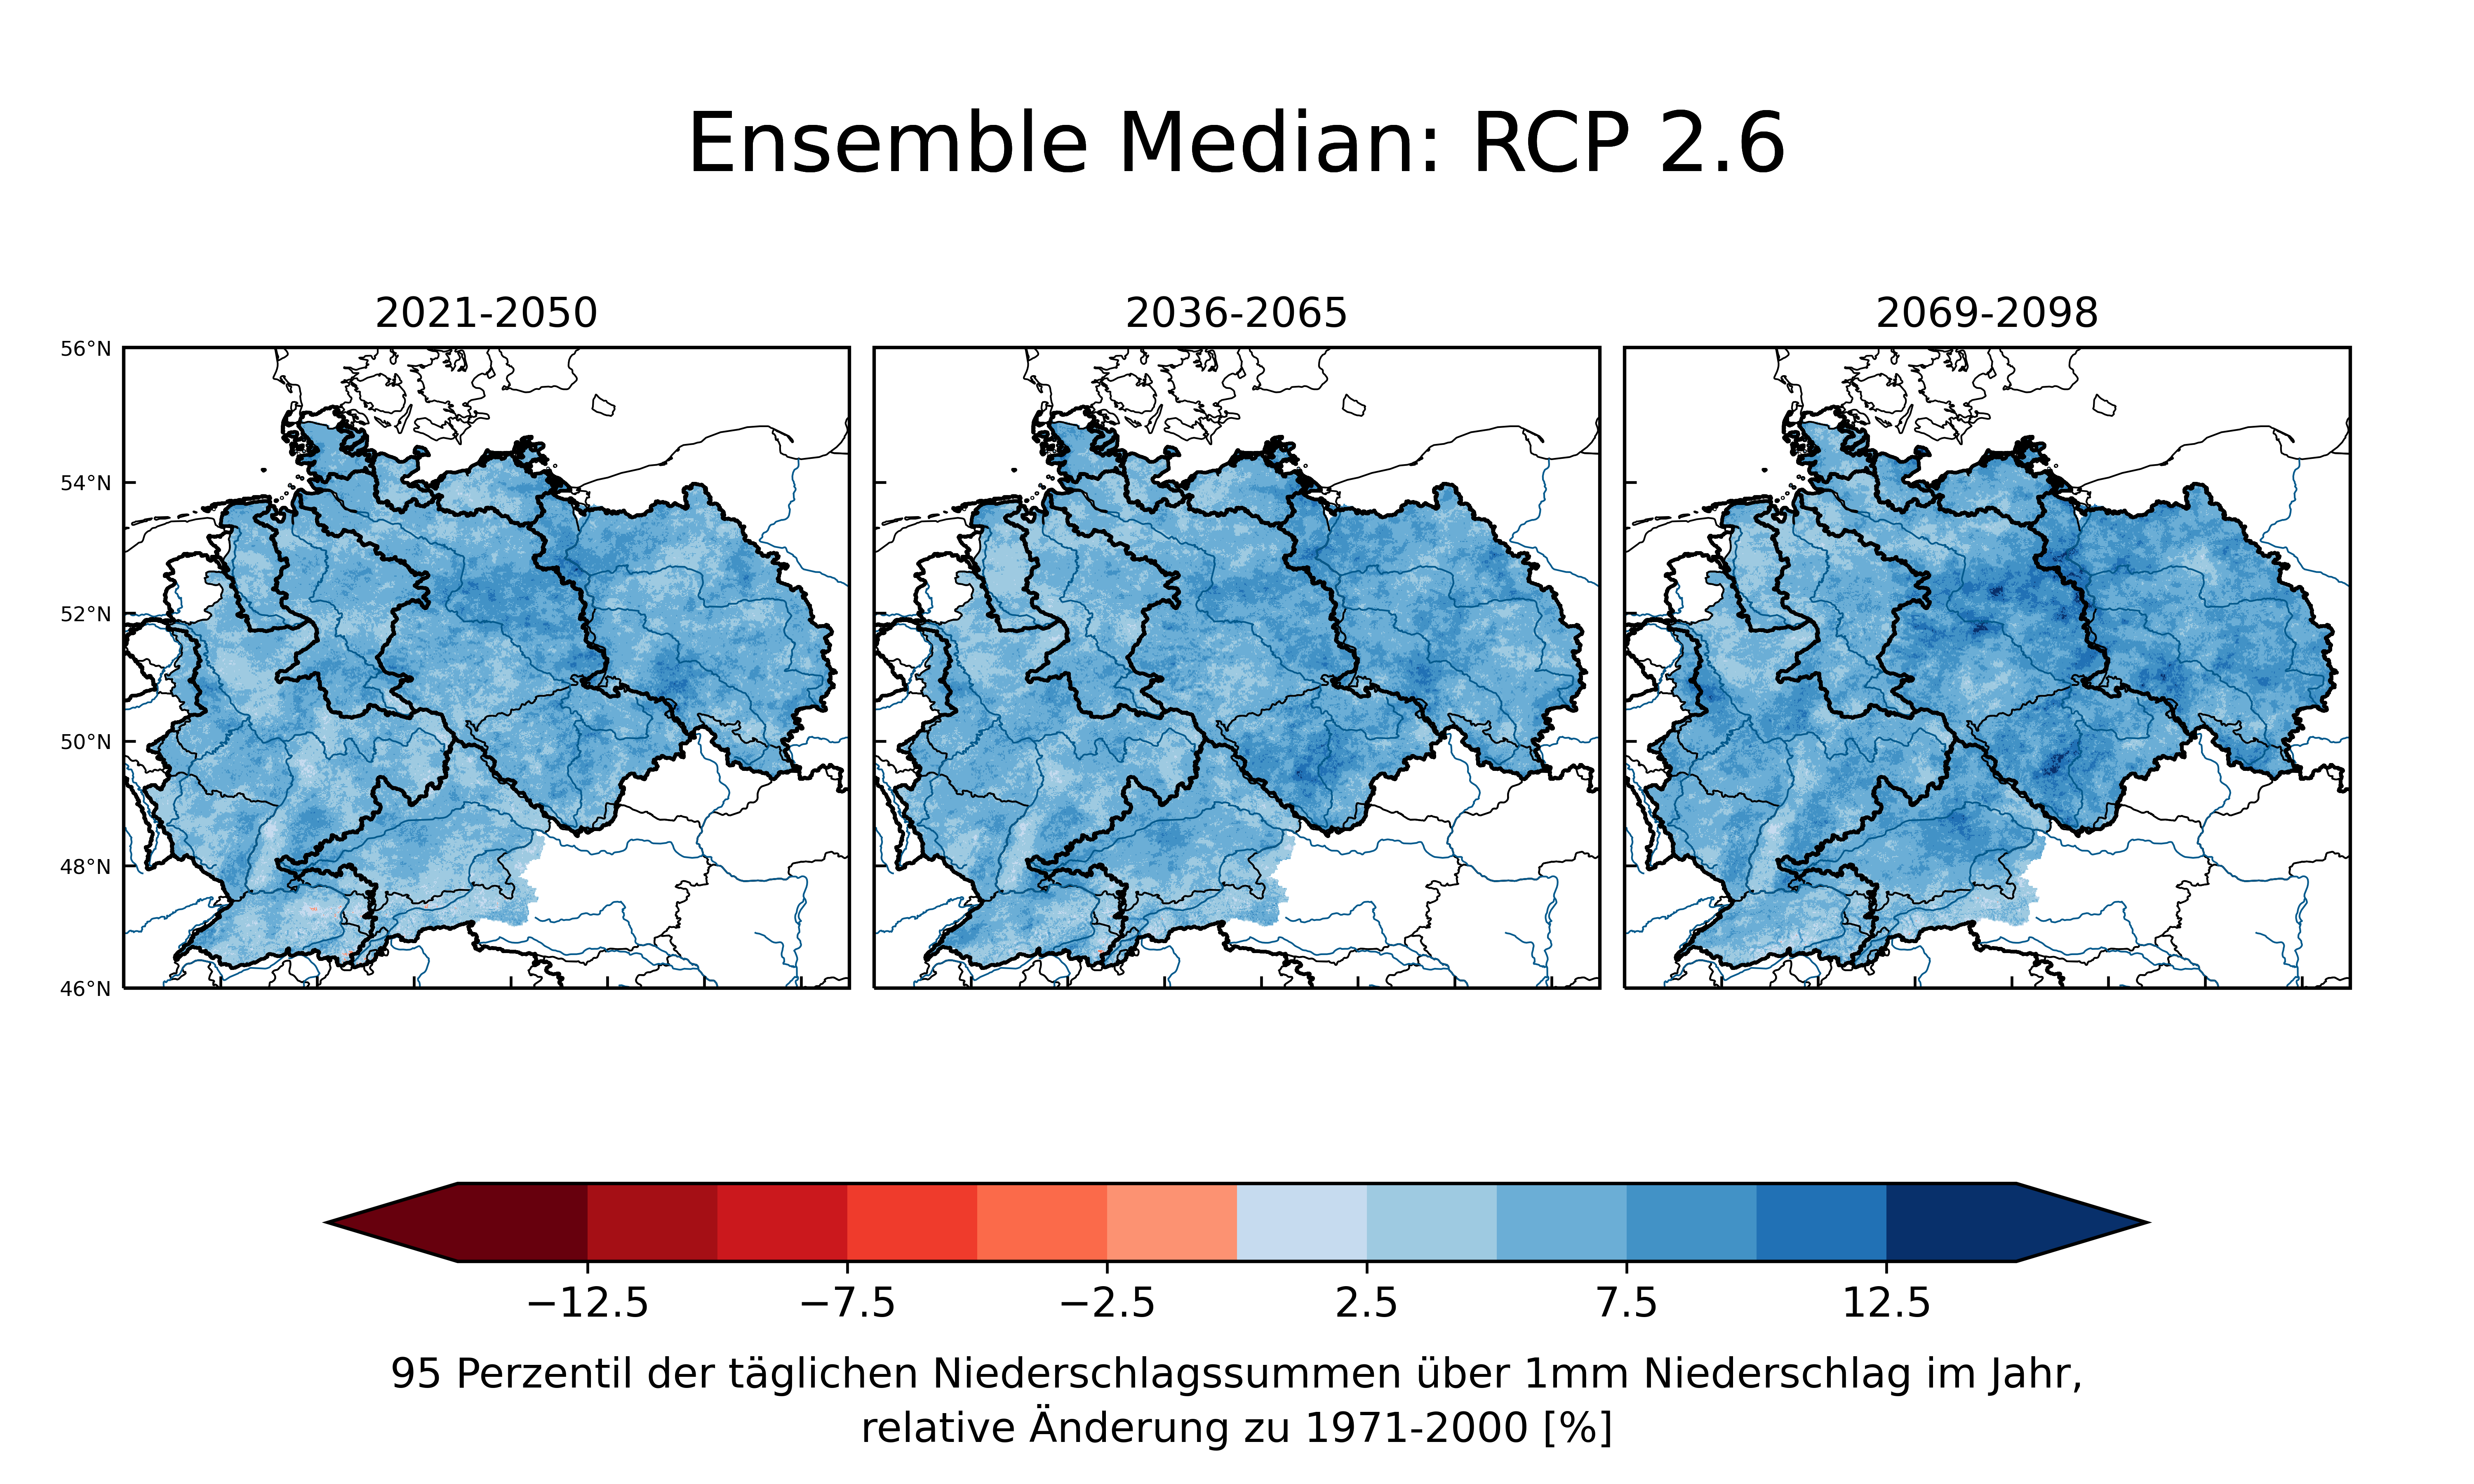 Ensemble Median: RCP 2.6
2021-2050
2036-2065
2069-2098
56°N
54°N
52°N
50°N
48°N
46°N
−12.5
−7.5
−2.5
2.5
7.5
12.5
95 Perzentil der täglichen Niederschlagssummen über 1mm Niederschlag im Jahr,
relative Änderung zu 1971-2000 [%]